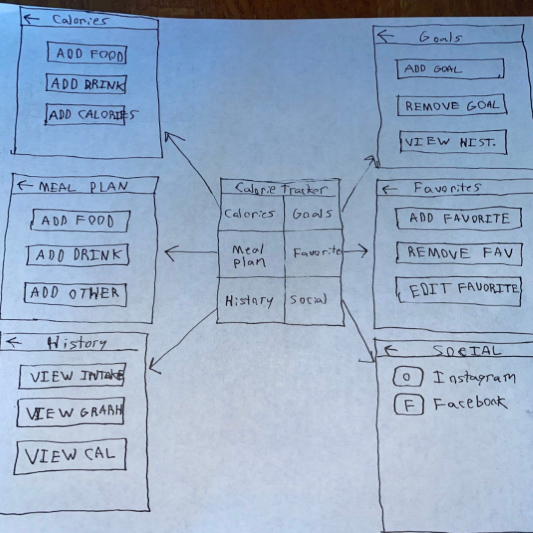 ← Calories
ADD FOOD
ADD DRINK
ADD CALORIES
← Goals
ADD GOAL
REMOVE GOAL
VIEW HIST.
← MEAL PLAN
ADD FOOD
ADD DRINK
ADD OTHER
Calorie Tracker
Calories
Goals
Meal
plan
Favorite
History
Social
← Favorites
ADD FAVORITE
REMOVE FAV
EDIT FAVORITE
← History
VIEW INTAKE
VIEW GRAPH
VIEW CAL
← SOCIAL
O Instagram
F Facebook